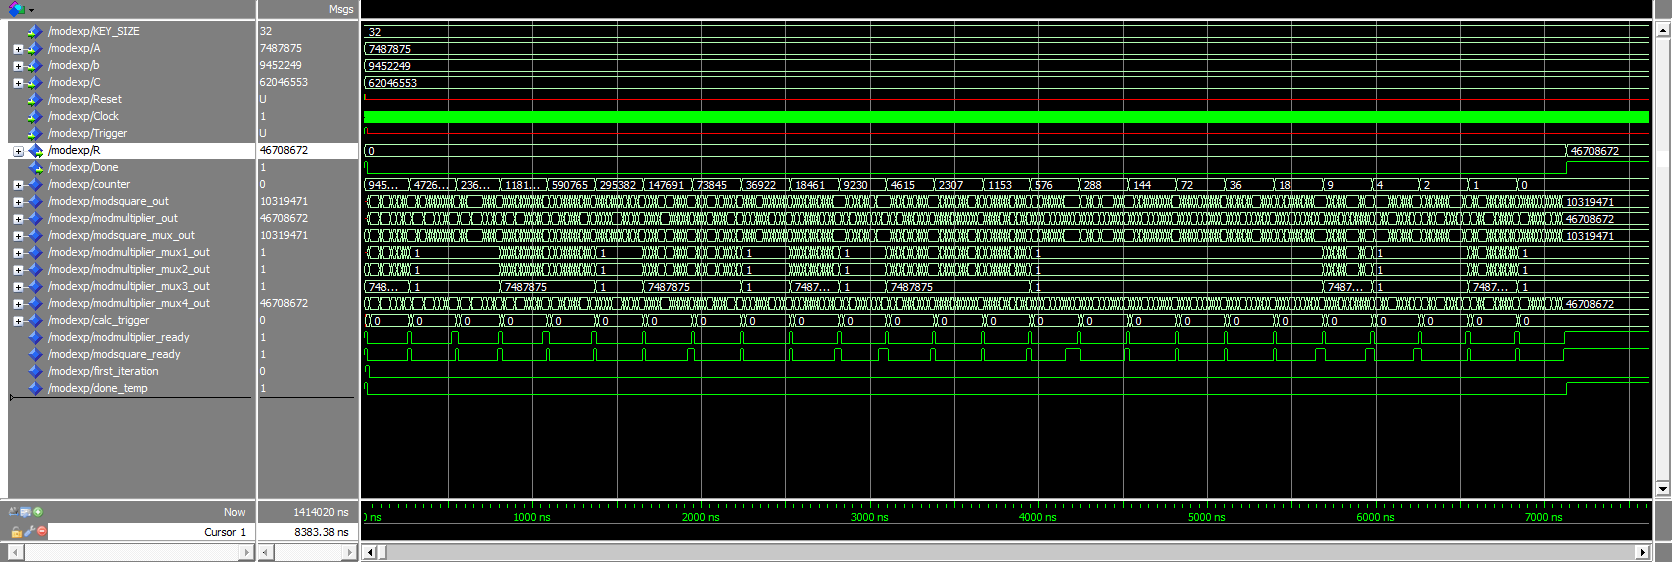 Msgs
/modexp/KEY_SIZE 32 32
/modexp/A 7487875 7487875
/modexp/b 9452249 9452249
/modexp/C 62046553 62046553
/modexp/Reset U
/modexp/Clock 1
/modexp/Trigger U
/modexp/R 46708672 0 46708672
/modexp/Done 1
/modexp/counter 0 945... 4726... 236... 1181... 590765 295382 147691 73845 36922 18461 9230 4615 2307 1153 576 288 144 72 36 18 9 4 2 1 0
/modexp/modsquare_out 10319471 10319471
/modexp/modmultiplier_out 46708672 46708672
/modexp/modsquare_mux_out 10319471 10319471
/modexp/modmultiplier_mux1_out 1 1 1 1 1 1 1 1
/modexp/modmultiplier_mux2_out 1 1 1 1 1 1 1 1
/modexp/modmultiplier_mux3_out 1 748... 1 7487875 1 7487875 1 7487... 1 7487875 1 7487... 1 7487... 1
/modexp/modmultiplier_mux4_out 46708672 46708672
/modexp/calc_trigger 0 0 0 0 0 0 0 0 0 0 0 0 0 0 0 0 0 0 0 0 0 0 0 0 0 0
/modexp/modmultiplier_ready 1
/modexp/modsquare_ready 1
/modexp/first_iteration 0
/modexp/done_temp 1
Now 1414020 ns ns 1000 ns 2000 ns 3000 ns 4000 ns 5000 ns 6000 ns 7000 ns
Cursor 1 8383.38 ns